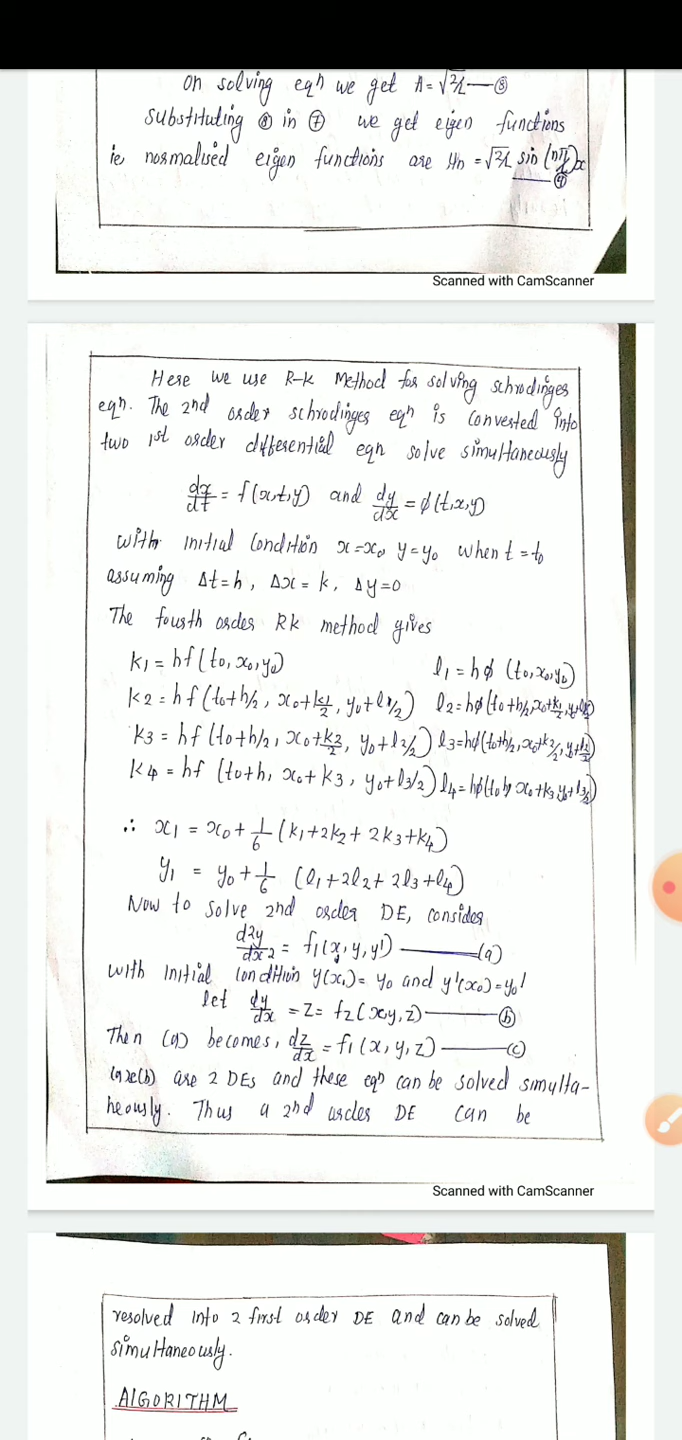 on solving eqn we get A = √2/L — ⑧
substituting ⑧ in ⑦ we get eigen functions
ie normalised eigen functions are Ψn = √2/L sin (nπ/L)x
— ⑨
Scanned with CamScanner
Here we use R-k Method for solving schrodinger
eqn. The 2nd order schrodinger eqn is converted into
two 1st order differential eqn solve simultaneously
dx/dt = f(x,t,y) and dy/dx = ϕ(t,x,y)
with initial condition x=x0 y=y0 when t=t0
assuming Δt=h, Δx=k, Δy=0
The fourth order Rk method gives
k1 = hf(t0, x0, y0) l1 = hϕ (t0, x0, y0)
k2 = hf(t0+h/2, x0+k1/2, y0+l1/2) l2 = hϕ(t0+h/2, x0+k1/2, y0+l1/2)
k3 = hf(t0+h/2, x0+k2/2, y0+l2/2) l3 = hϕ(t0+h/2, x0+k2/2, y0+l2/2)
k4 = hf (t0+h, x0+k3, y0+l3/2) l4 = hϕ(t0 x0+k3 y0+l3/2)
∴ x1 = x0 + 1/6 (k1+2k2+2k3+k4)
y1 = y0 + 1/6 (l1+2l2+2l3+l4)
Now to solve 2nd order DE, consider
d2y/dx2 = f1(x,y,y') — (a)
with initial condition y(x0) = y0 and y'(x0) = y0'
let dy/dx = z = f2(x,y,z) — ⓑ
Then (a) becomes, dz/dx = f1(x,y,z) — (c)
(b) are 2 DEs and these eqn can be solved simulta-
neously. Thus a 2nd order DE can be
Scanned with CamScanner
resolved into 2 first order DE and can be solved
simultaneously.
ALGORITHM